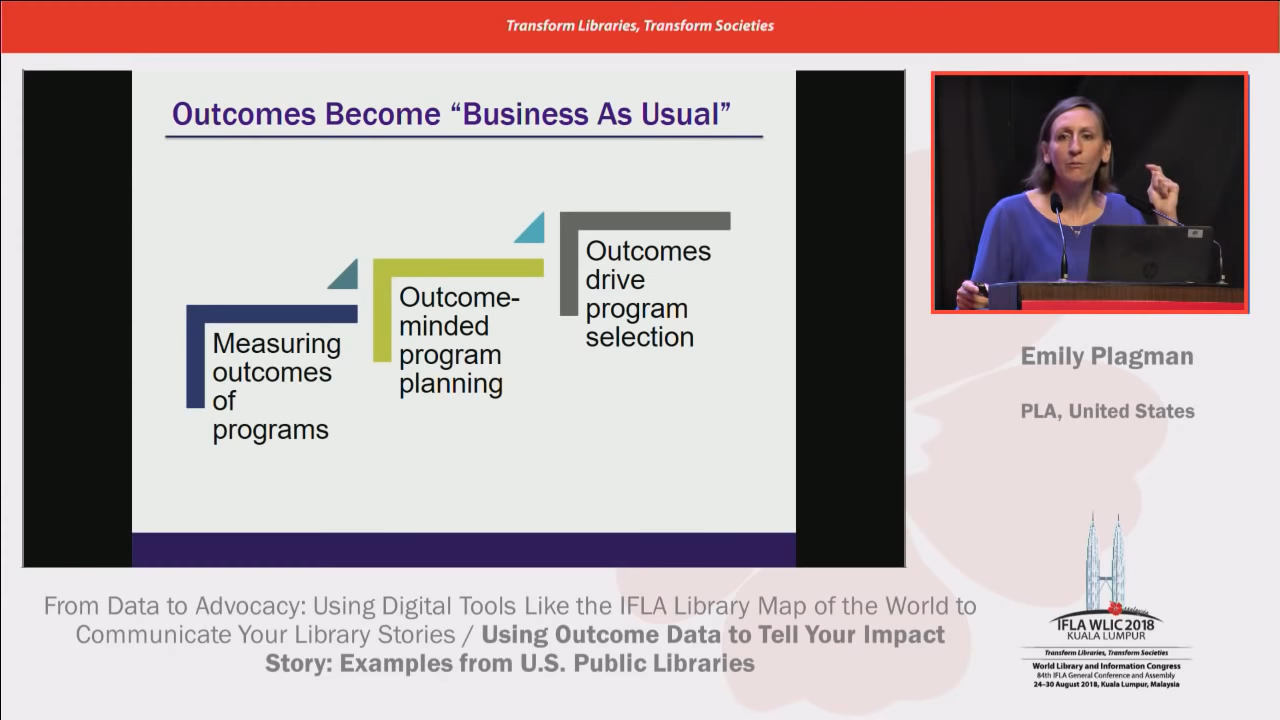 Transform Libraries, Transform Societies
Outcomes Become “Business As Usual”
Measuring
outcomes
of
programs
Outcome-
minded
program
planning
Outcomes
drive
program
selection
Emily Plagman
PLA, United States
From Data to Advocacy: Using Digital Tools Like the IFLA Library Map of the World to
Communicate Your Library Stories / Using Outcome Data to Tell Your Impact
Story: Examples from U.S. Public Libraries
IFLA WLIC 2018
KUALA LUMPUR
Transform Libraries, Transform Societies
World Library and Information Congress
84th IFLA General Conference and Assembly
24–30 August 2018, Kuala Lumpur, Malaysia